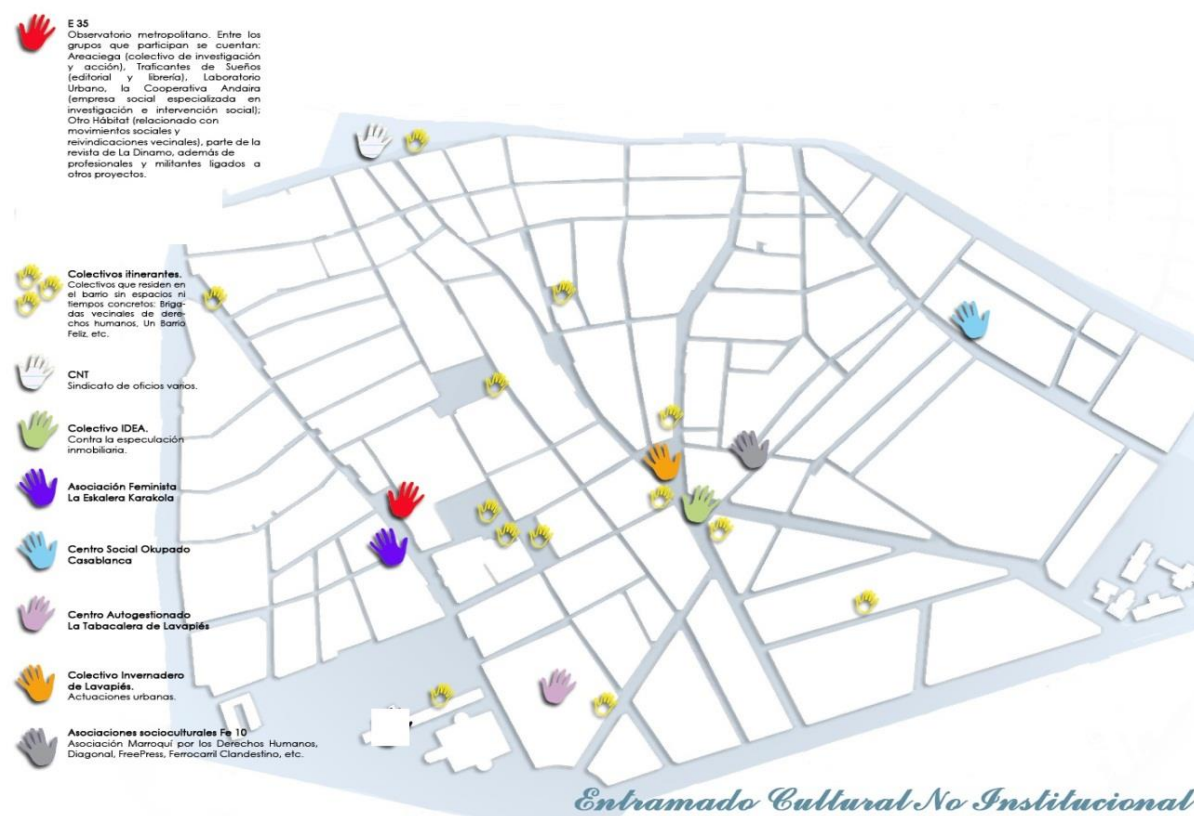 E 35
Observatorio metropolitano. Entre los
grupos que participan se cuentan:
Areaciega (colectivo de investigación
y acción), Traficantes de Sueños
(editorial y librería), Laboratorio
Urbano, la Cooperativa Andaira
(empresa social especializada en
investigación e intervención social);
Otro Hábitat (relacionado con
movimientos sociales y
reivindicaciones vecinales), parte de la
revista de La Dinamo, además de
profesionales y militantes ligados a
otros proyectos.
Colectivos itinerantes.
Colectivos que residen en
el barrio sin espacios ni
tiempos concretos: Briga-
das vecinales de dere-
chos humanos, Un Barrio
Feliz, etc.
CNT
Sindicato de oficios varios.
Colectivo IDEA.
Contra la especulación
inmobiliaria.
Asociación Feminista
La Eskalera Karakola
Centro Social Okupado
Casablanca
Centro Autogestionado
La Tabacalera de Lavapiés
Colectivo Invernadero
de Lavapiés.
Actuaciones urbanas.
Asociaciones socioculturales Fe 10
Asociación Marroquí por los Derechos Humanos,
Diagonal, FreePress, Ferrocarril Clandestino, etc.
Entramado Cultural No Institucional